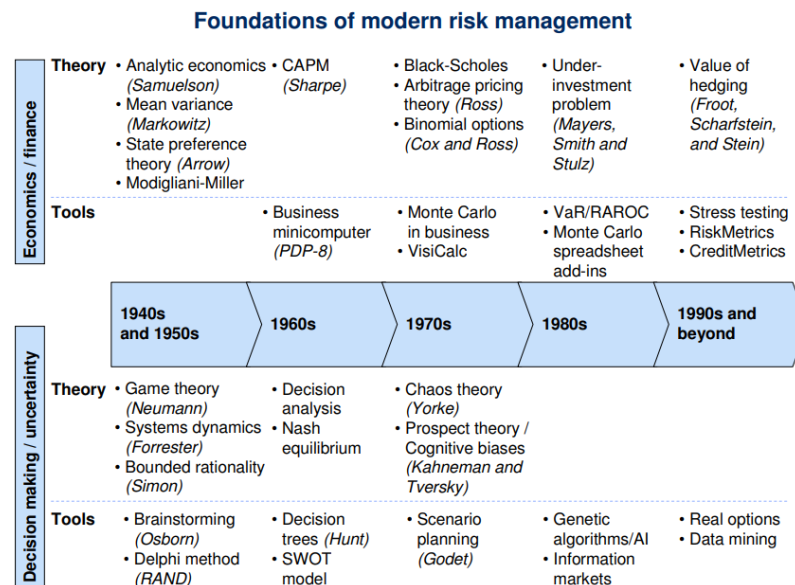 Foundations of modern risk management
Economics / finance
Theory
• Analytic economics
(Samuelson)
• Mean variance
(Markowitz)
• State preference
theory (Arrow)
• Modigliani-Miller
• CAPM
(Sharpe)
• Black-Scholes
• Arbitrage pricing
theory (Ross)
• Binomial options
(Cox and Ross)
• Under-
investment
problem
(Mayers,
Smith and
Stulz)
• Value of
hedging
(Froot,
Scharfstein,
and Stein)
Tools
• Business
minicomputer
(PDP-8)
• Monte Carlo
in business
• VisiCalc
• VaR/RAROC
• Monte Carlo
spreadsheet
add-ins
• Stress testing
• RiskMetrics
• CreditMetrics
1940s
and 1950s
1960s
1970s
1980s
1990s and
beyond
Decision making / uncertainty
Theory
• Game theory
(Neumann)
• Systems dynamics
(Forrester)
• Bounded rationality
(Simon)
• Decision
analysis
• Nash
equilibrium
• Chaos theory
(Yorke)
• Prospect theory /
Cognitive biases
(Kahneman and
Tversky)
Tools
• Brainstorming
(Osborn)
• Delphi method
(RAND)
• Decision
trees (Hunt)
• SWOT
model
• Scenario
planning
(Godet)
• Genetic
algorithms/AI
• Information
markets
• Real options
• Data mining